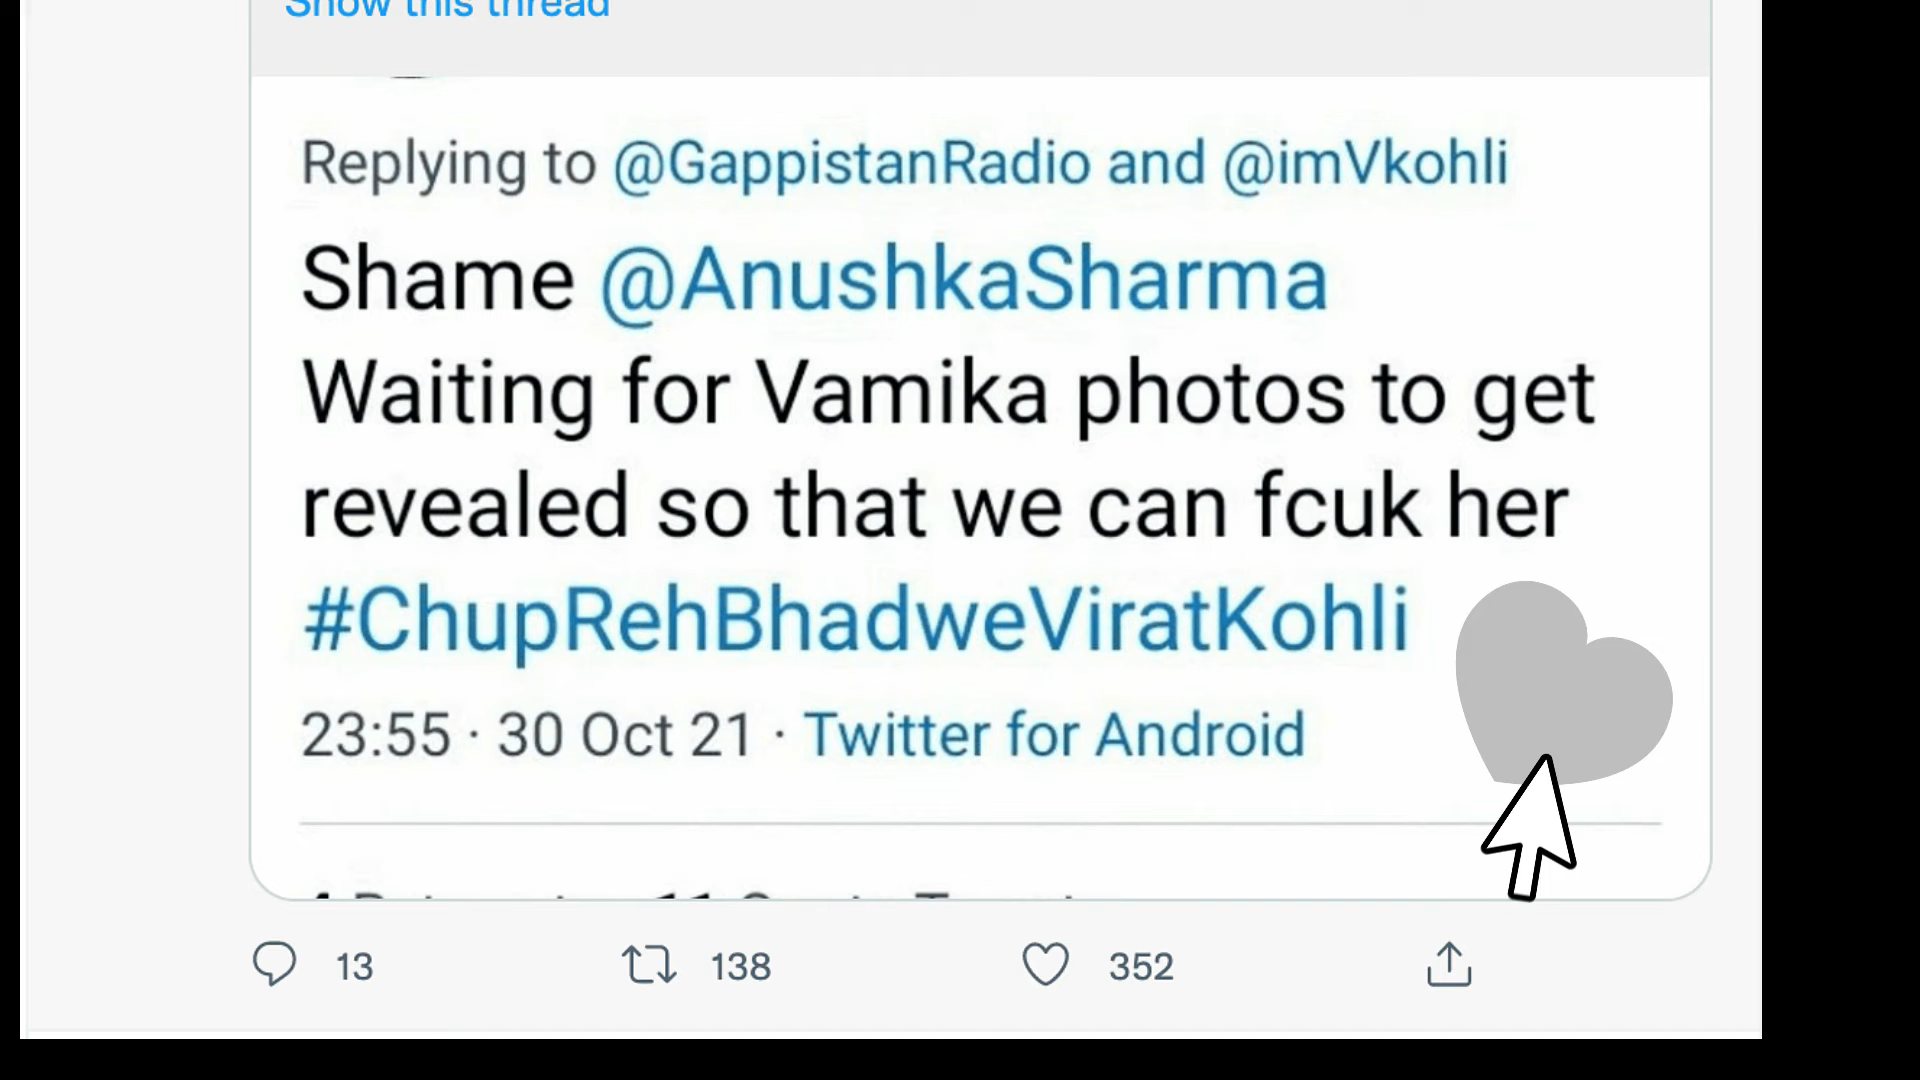 Show this thread
Replying to @GappistanRadio and @imVkohli
Shame @AnushkaSharma
Waiting for Vamika photos to get
revealed so that we can fcuk her
#ChupRehBhadweViratKohli
23:55 · 30 Oct 21 · Twitter for Android
13 138 352